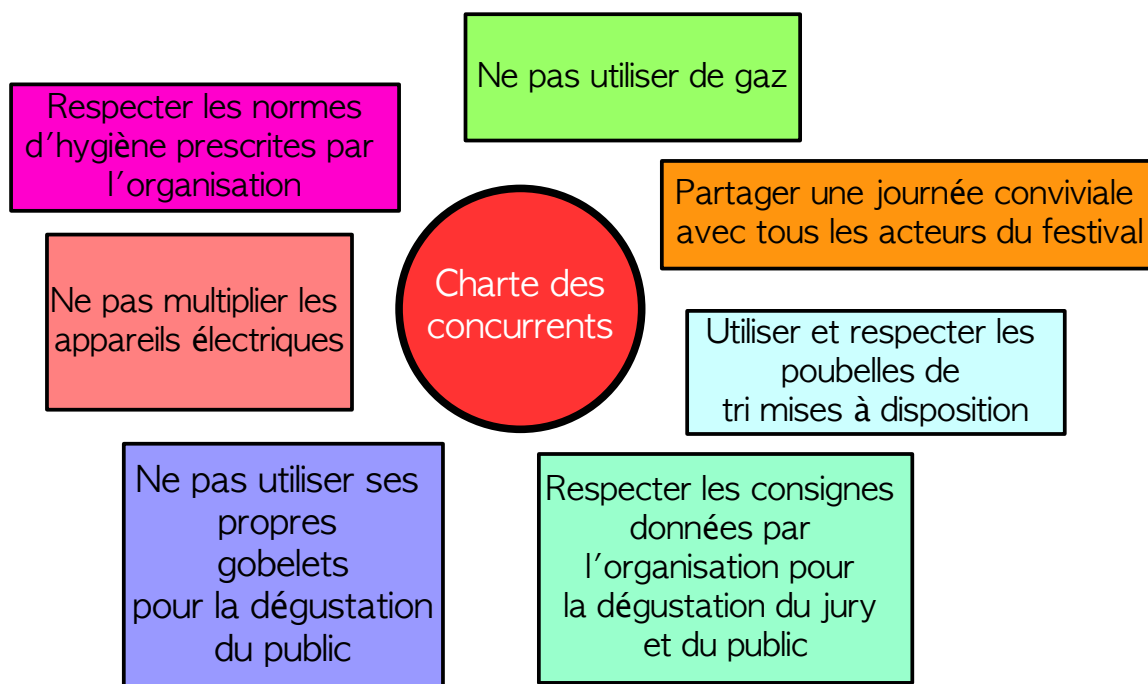 Ne pas utiliser de gaz
Respecter les normes
d'hygiène prescrites par
l'organisation
Partager une journée conviviale
avec tous les acteurs du festival
Charte des
concurrents
Ne pas multiplier les
appareils électriques
Utiliser et respecter les
poubelles de
tri mises à disposition
Ne pas utiliser ses
propres
gobelets
pour la dégustation
du public
Respecter les consignes
données par
l'organisation pour
la dégustation du jury
et du public